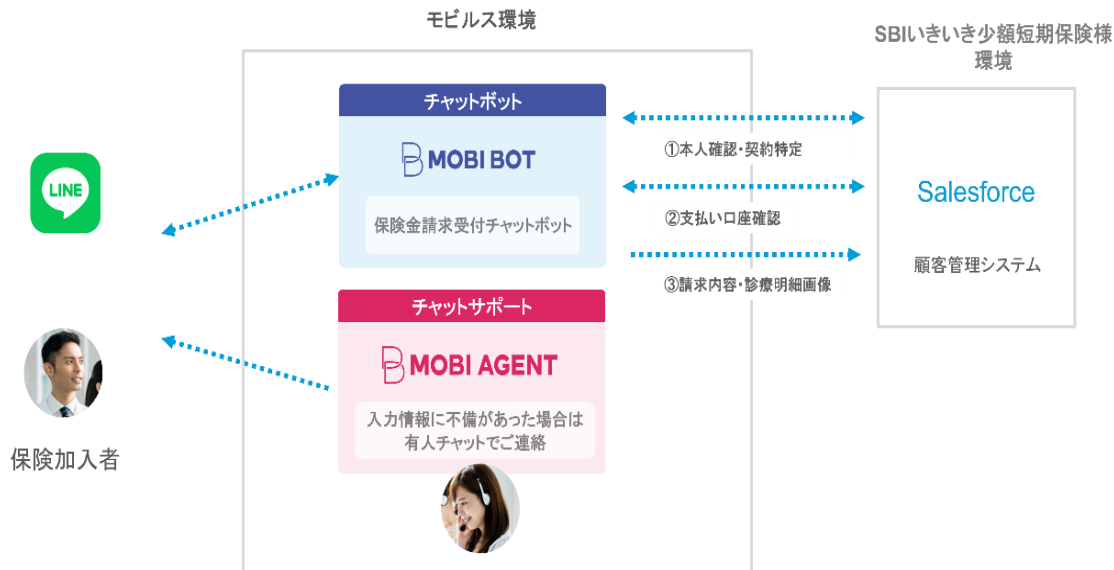 モビルス環境
SBIいきいき少額短期保険様
環境
チャットボット
MOBI BOT
保険金請求受付チャットボット
①本人確認・契約特定
②支払い口座確認
③請求内容・診療明細画像
Salesforce
顧客管理システム
LINE
チャットサポート
MOBI AGENT
入力情報に不備があった場合は
有人チャットでご連絡
保険加入者